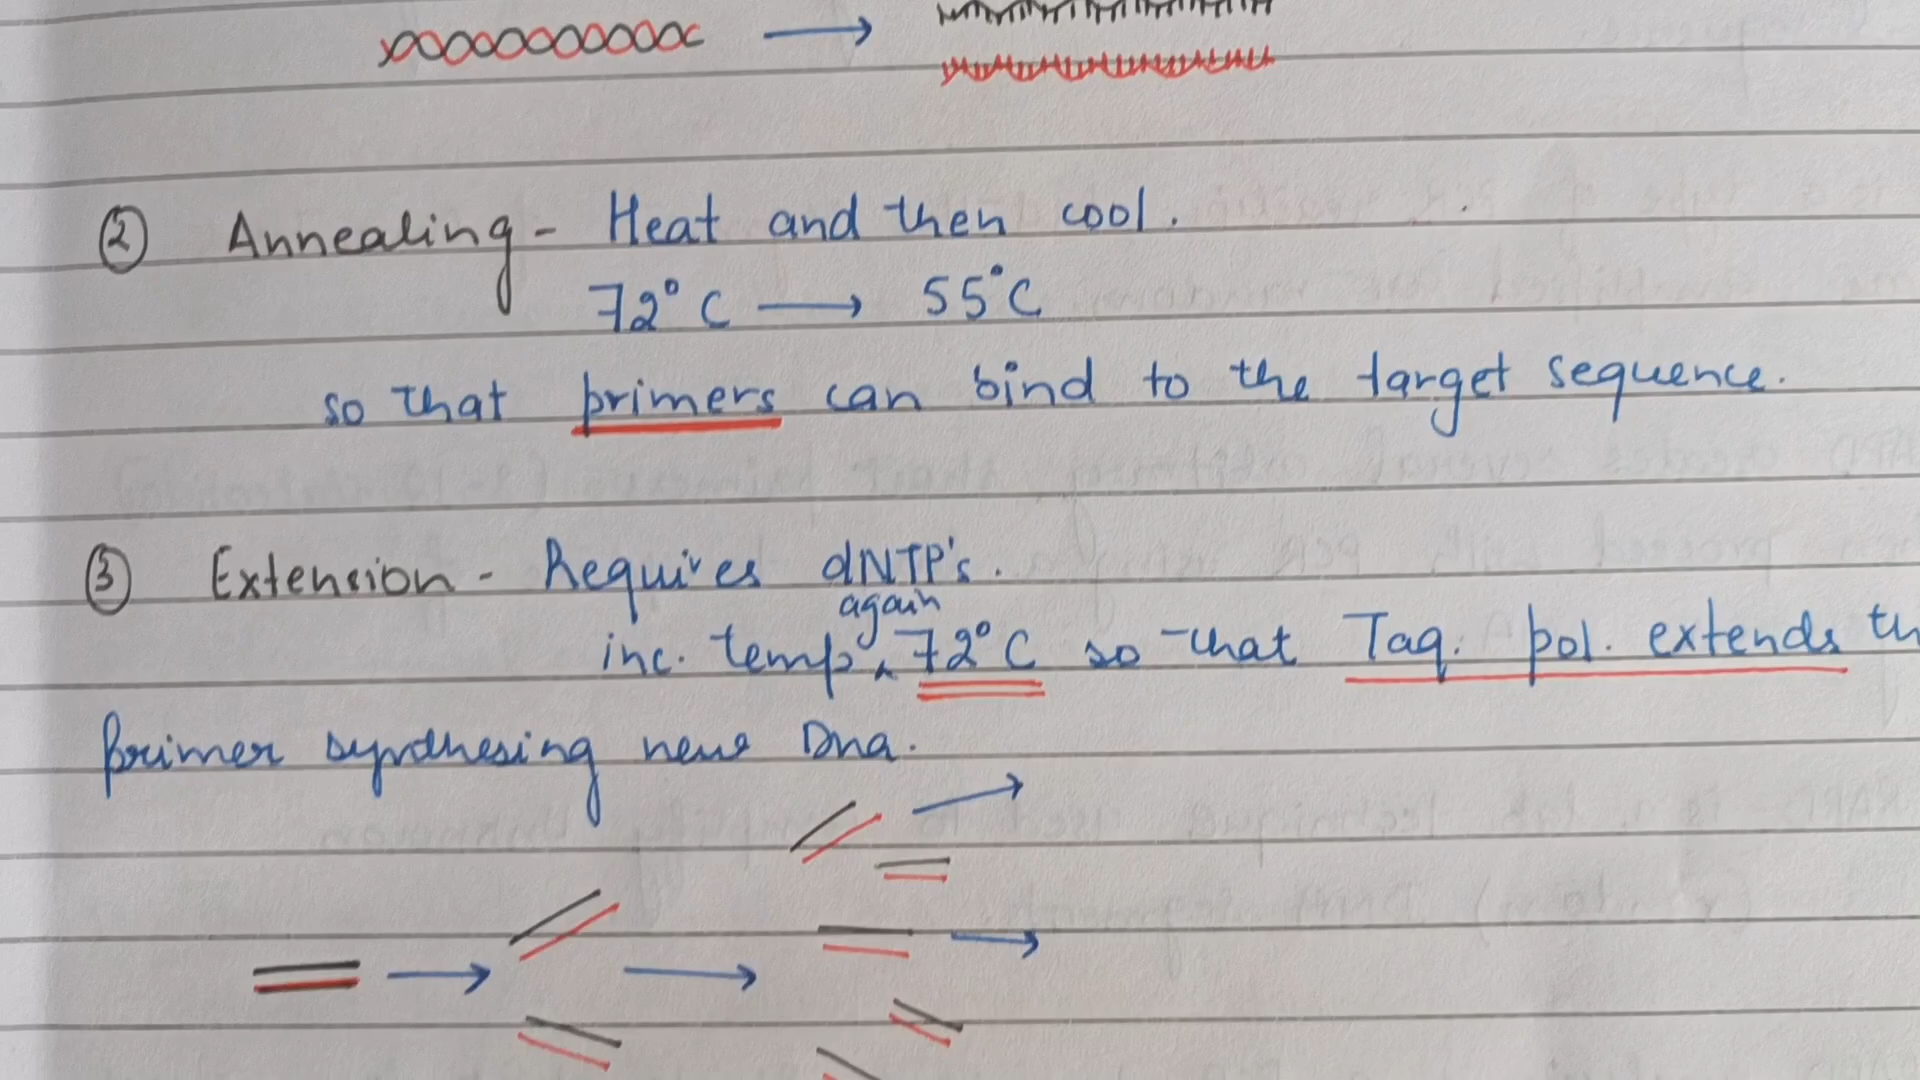 ② Annealing - Heat and then cool.
72°C → 55°C
so that primers can bind to the target sequence.
③ Extension - Requires dNTP's.
again
inc. temp ^ 72°C so that Taq. pol. extends th
primer synthesing new Dna.